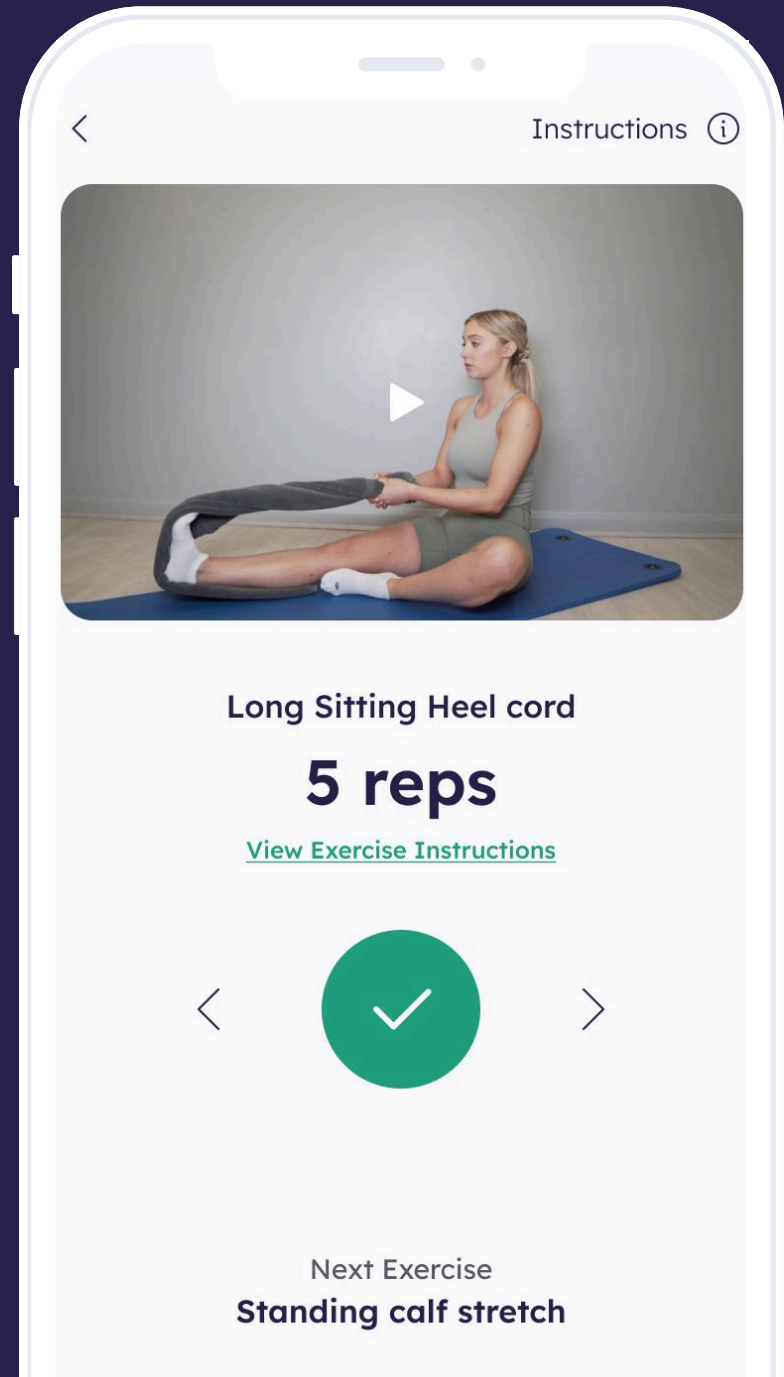 Instructions
Long Sitting Heel cord
5 reps
View Exercise Instructions
Next Exercise
Standing calf stretch